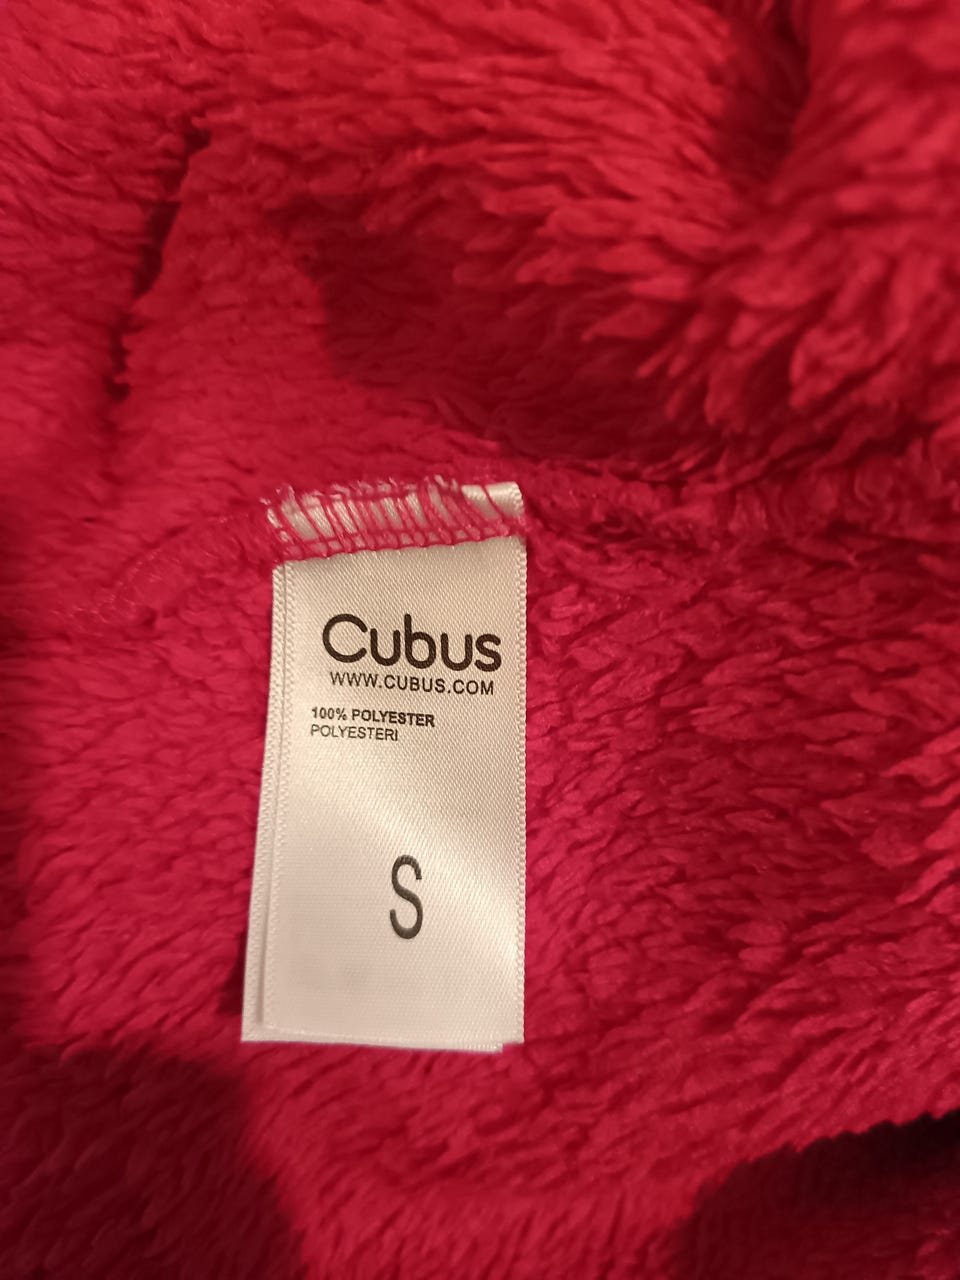 Cubus
WWW.CUBUS.COM
100% POLYESTER
POLYESTERI
S